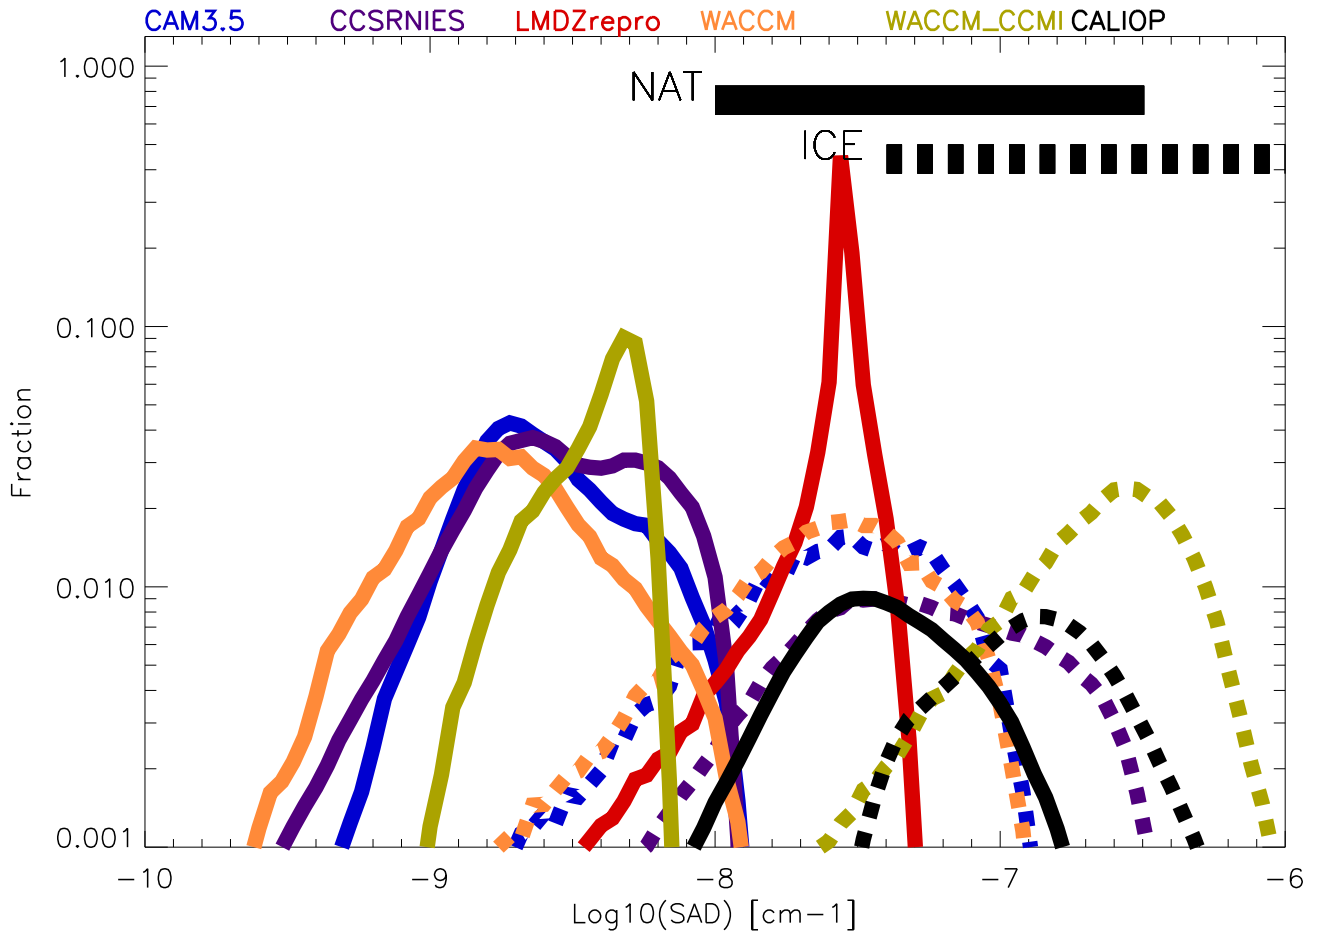 CAM3.5 CCSRNIES LMDZrepro WACCM WACCM_CCMI CALIOP
1.000
NAT
ICE
0.100
Fraction
0.010
0.001
-10 -9 -8 -7 -6
Log10(SAD) [cm-1]